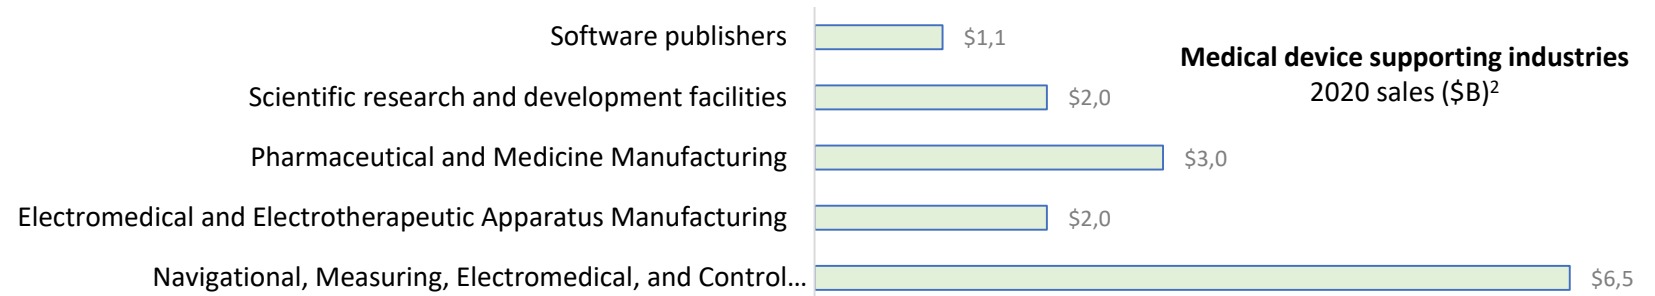 Software publishers $1,1
Medical device supporting industries
2020 sales ($B)2
Scientific research and development facilities $2,0
Pharmaceutical and Medicine Manufacturing $3,0
Electromedical and Electrotherapeutic Apparatus Manufacturing $2,0
Navigational, Measuring, Electromedical, and Control... $6,5